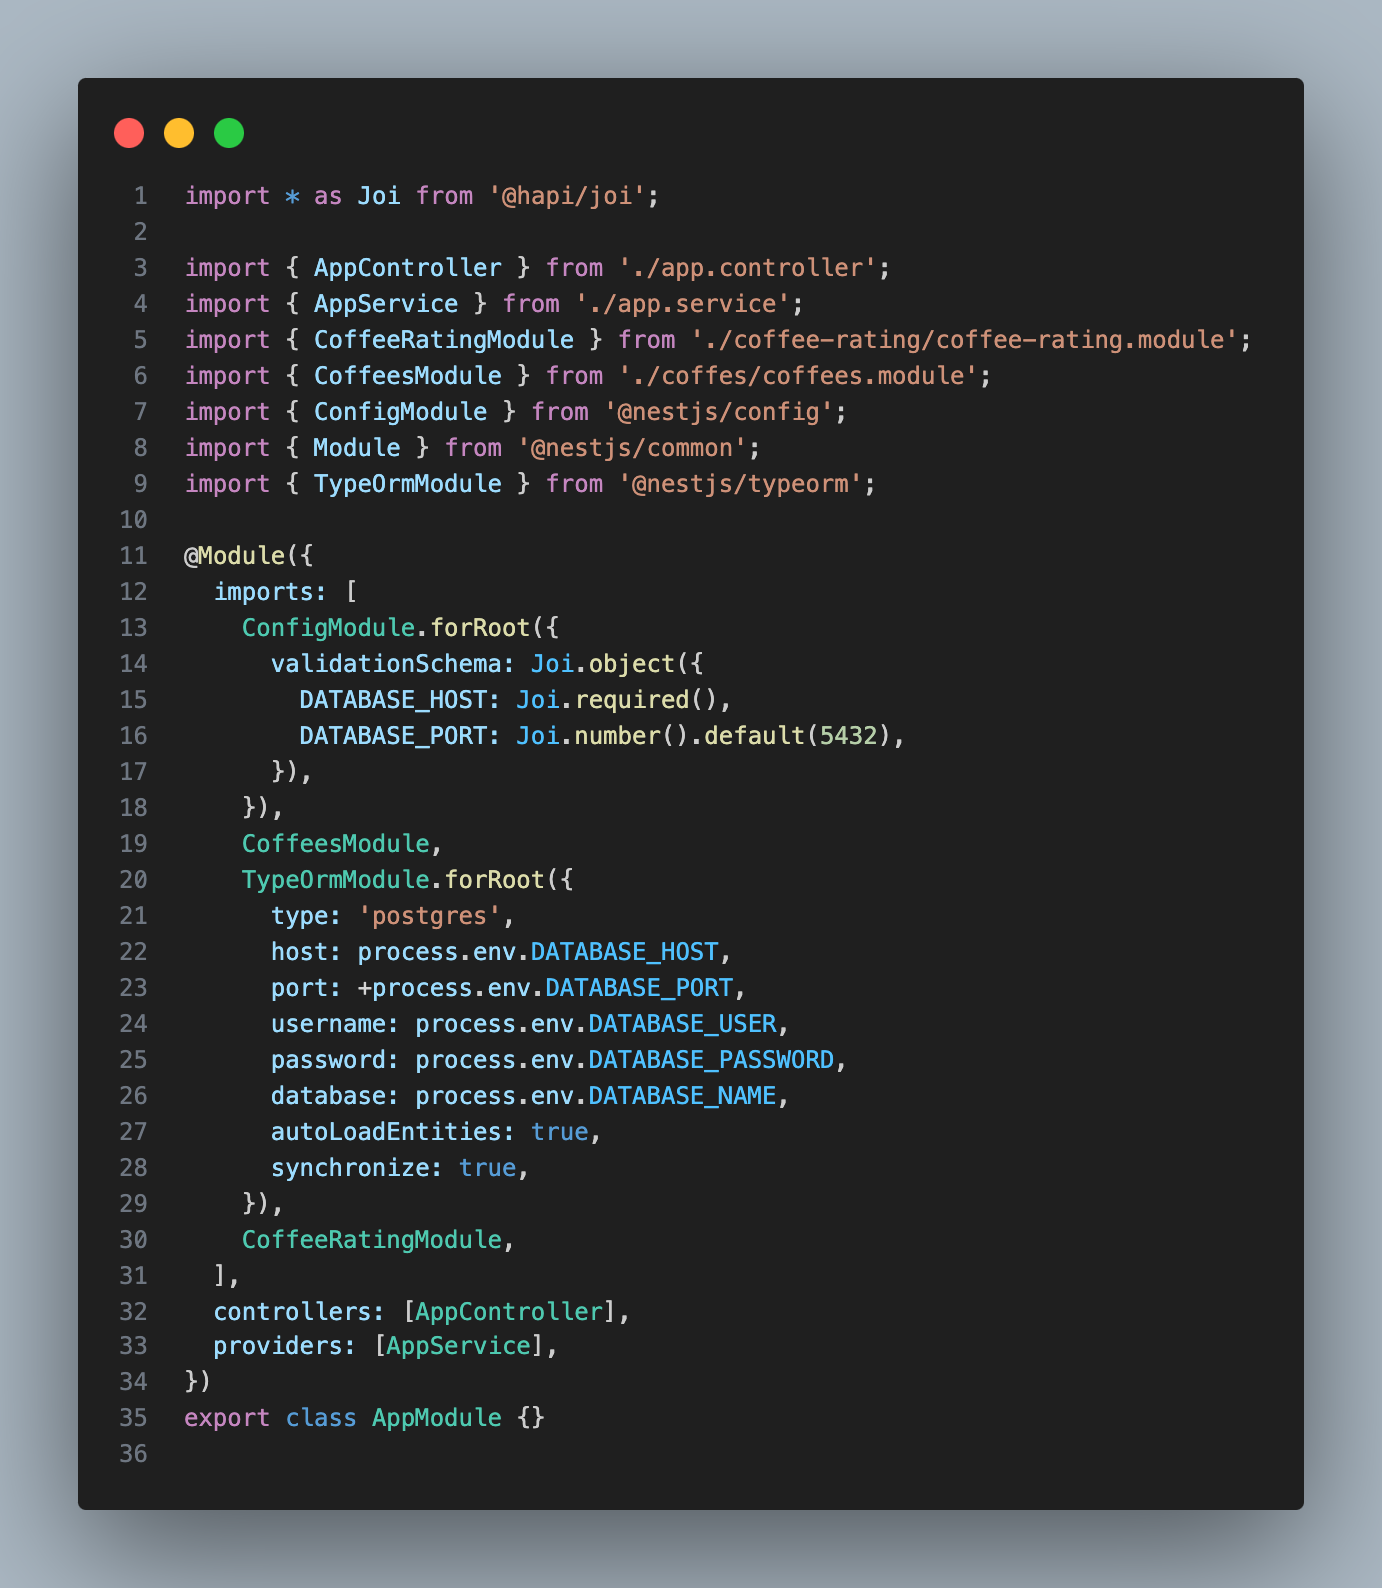 1 import * as Joi from '@hapi/joi';
2
3 import { AppController } from './app.controller';
4 import { AppService } from './app.service';
5 import { CoffeeRatingModule } from './coffee-rating/coffee-rating.module';
6 import { CoffeesModule } from './coffes/coffees.module';
7 import { ConfigModule } from '@nestjs/config';
8 import { Module } from '@nestjs/common';
9 import { TypeOrmModule } from '@nestjs/typeorm';
10
11 @Module({
12   imports: [
13     ConfigModule.forRoot({
14       validationSchema: Joi.object({
15         DATABASE_HOST: Joi.required(),
16         DATABASE_PORT: Joi.number().default(5432),
17       }),
18     }),
19     CoffeesModule,
20     TypeOrmModule.forRoot({
21       type: 'postgres',
22       host: process.env.DATABASE_HOST,
23       port: +process.env.DATABASE_PORT,
24       username: process.env.DATABASE_USER,
25       password: process.env.DATABASE_PASSWORD,
26       database: process.env.DATABASE_NAME,
27       autoLoadEntities: true,
28       synchronize: true,
29     }),
30     CoffeeRatingModule,
31   ],
32   controllers: [AppController],
33   providers: [AppService],
34 })
35 export class AppModule {}
36